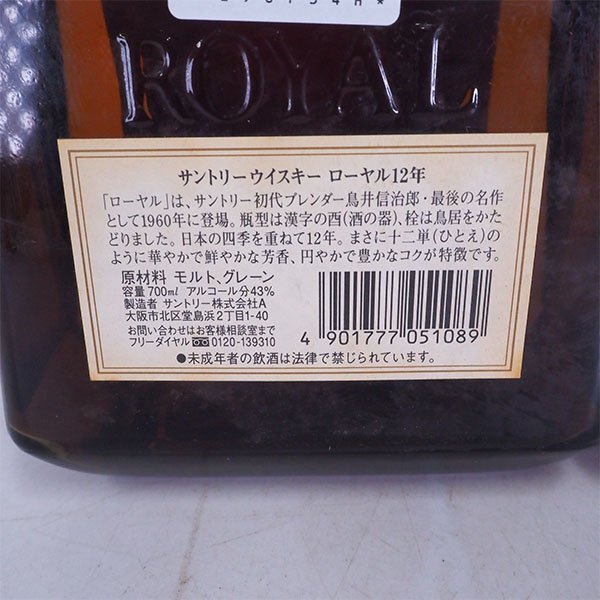 ROYAL
サントリーウイスキー ローヤル12年
「ローヤル」は、サントリー初代ブレンダー鳥井信治郎・最後の名作
として1960年に登場。瓶型は漢字の酉(酒の器)、栓は鳥居をかた
どりました。日本の四季を重ねて12年。まさに十二単(ひとえ)の
ように華やかで鮮やかな芳香、円やかで豊かなコクが特徴です。
原材料 モルト、グレーン
容量 700ml アルコール分43%
製造者 サントリー株式会社A
大阪市北区堂島浜2丁目1-40
お問い合わせはお客様相談室まで
フリーダイヤル 0120-139310
4 901777 051089
●未成年者の飲酒は法律で禁じられています。